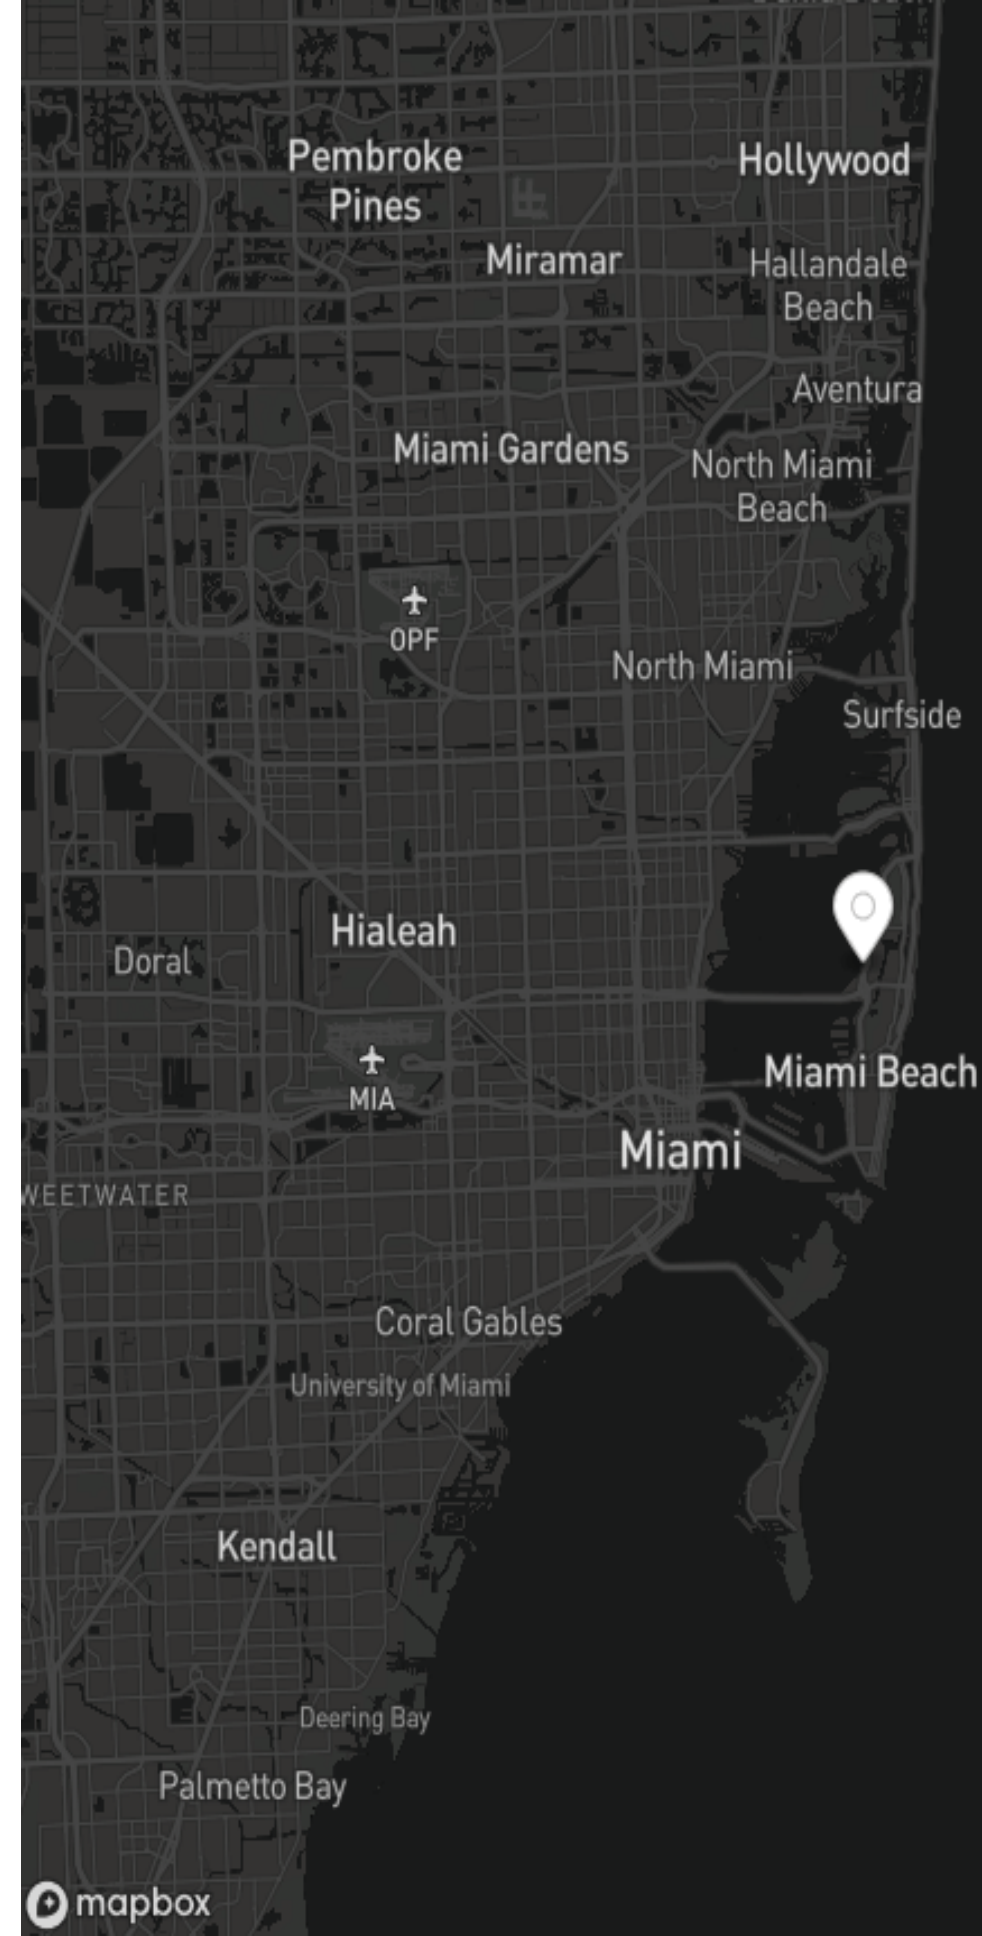 Pembroke
Pines
Hollywood
Miramar
Hallandale
Beach
Aventura
Miami Gardens
North Miami
Beach
OPF
North Miami
Surfside
Hialeah
Doral
MIA
Miami Beach
Miami
WEETWATER
Coral Gables
University of Miami
Kendall
Deering Bay
Palmetto Bay
mapbox